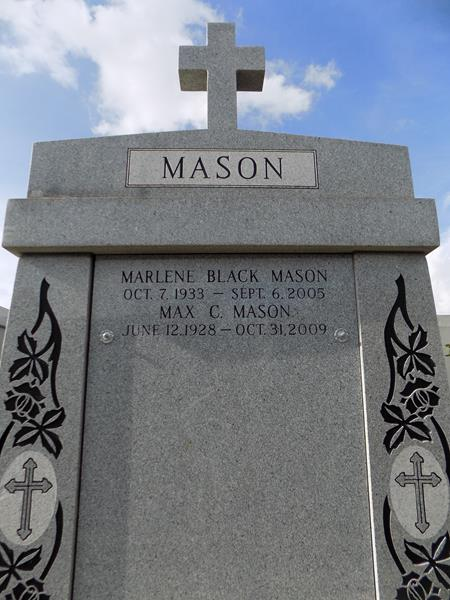 MASON
MARLENE BLACK MASON
OCT. 7, 1933 — SEPT. 6, 2005
MAX C. MASON
JUNE 12, 1928 — OCT. 31, 2009